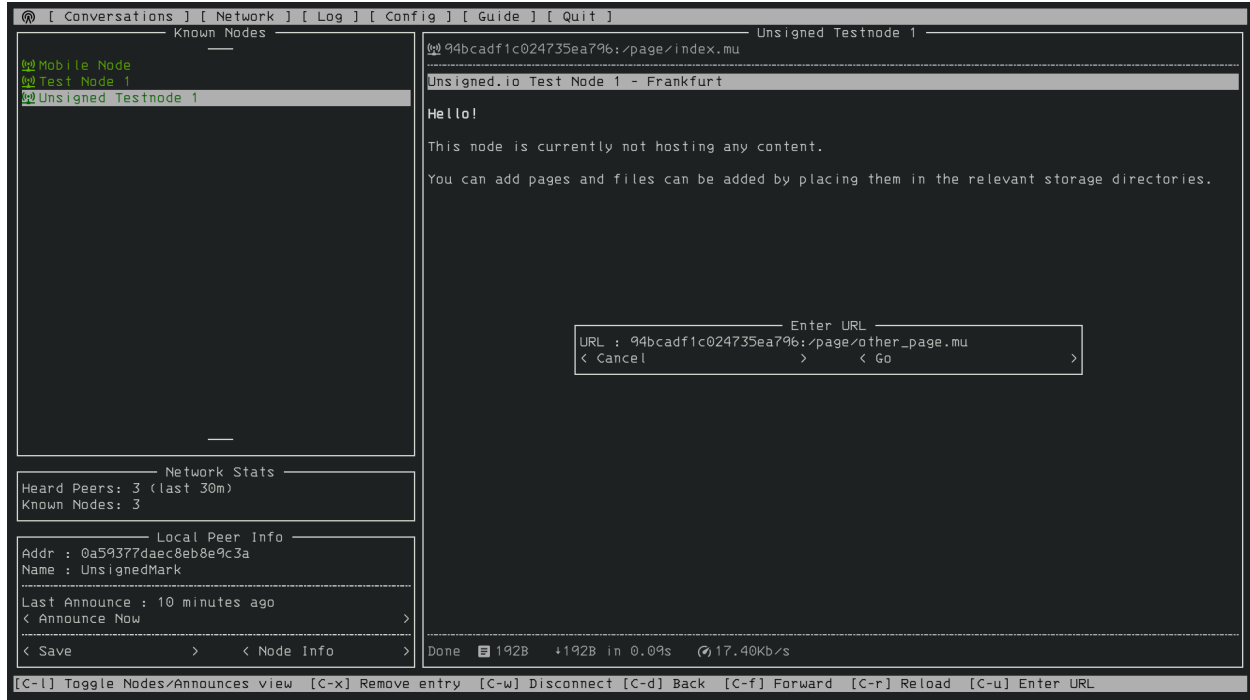 [ Conversations ] [ Network ] [ Log ] [ Config ] [ Guide ] [ Quit ]
Known Nodes
Mobile Node
Test Node 1
Unsigned Testnode 1
Network Stats
Heard Peers: 3 (last 30m)
Known Nodes: 3
Local Peer Info
Addr : 0a59377daec8eb8e9c3a
Name : UnsignedMark
Last Announce : 10 minutes ago
< Announce Now >
< Save > < Node Info >
Unsigned Testnode 1
94bcadf1c024735ea796:/page/index.mu
Unsigned.io Test Node 1 - Frankfurt
Hello!
This node is currently not hosting any content.
You can add pages and files can be added by placing them in the relevant storage directories.
Enter URL
URL : 94bcadf1c024735ea796:/page/other_page.mu
< Cancel > < Go >
Done 192B ↓192B in 0.09s 17.40Kb/s
[C-l] Toggle Nodes/Announces view [C-x] Remove entry [C-w] Disconnect [C-d] Back [C-f] Forward [C-r] Reload [C-u] Enter URL